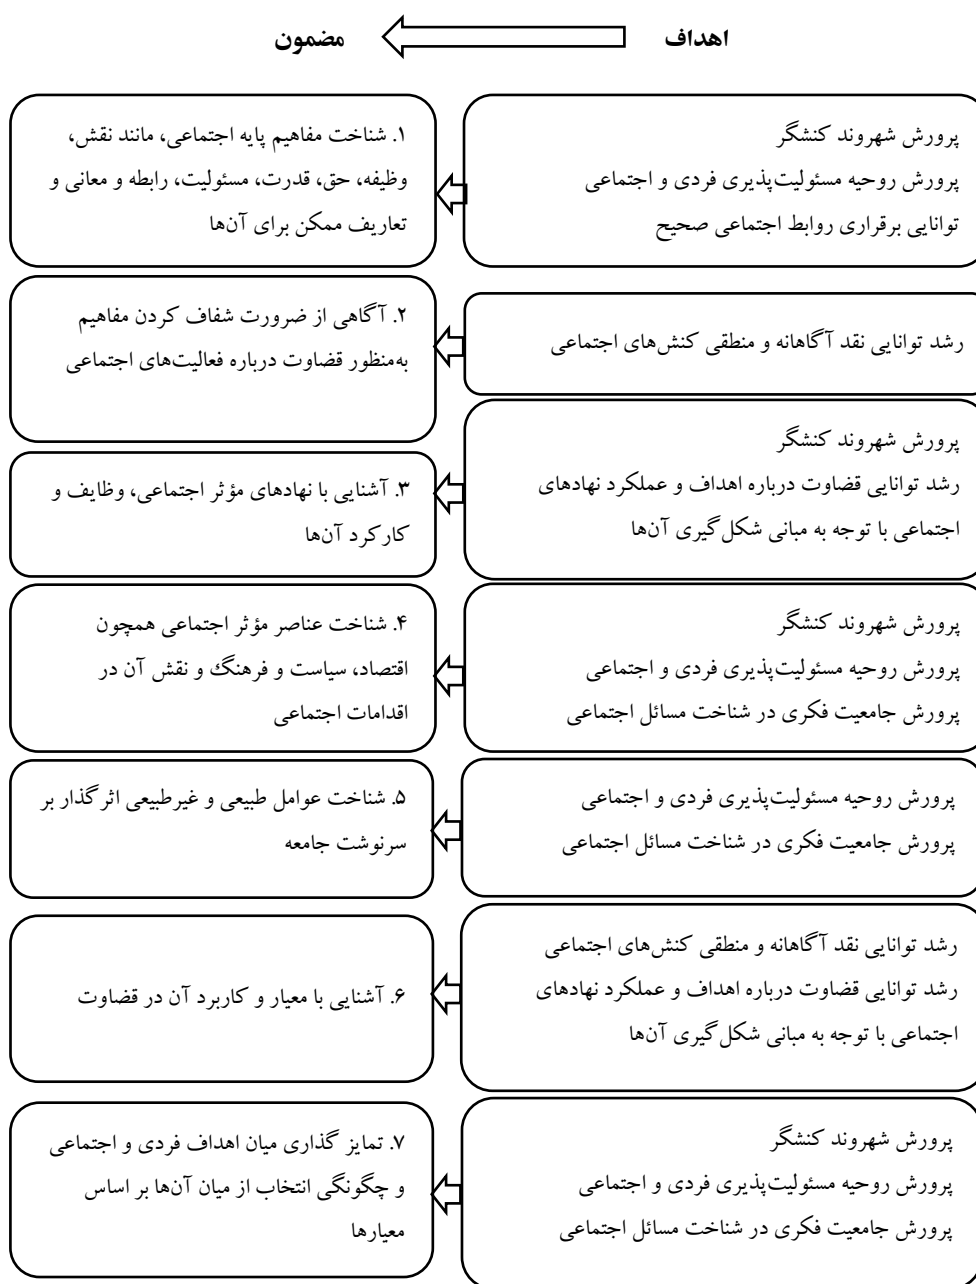 اهداف
مضمون
پرورش شهروند کنشگر
پرورش روحیه مسئولیت‌پذیری فردی و اجتماعی
توانایی برقراری روابط اجتماعی صحیح
۱. شناخت مفاهیم پایه اجتماعی، مانند نقش،
وظیفه، حق، قدرت، مسئولیت، رابطه و معانی و
تعاریف ممکن برای آن‌ها
رشد توانایی نقد آگاهانه و منطقی کنش‌های اجتماعی
۲. آگاهی از ضرورت شفاف کردن مفاهیم
به‌منظور قضاوت درباره فعالیت‌های اجتماعی
پرورش شهروند کنشگر
رشد توانایی قضاوت درباره اهداف و عملکرد نهادهای
اجتماعی با توجه به مبانی شکل‌گیری آن‌ها
۳. آشنایی با نهادهای مؤثر اجتماعی، وظایف و
کارکرد آن‌ها
پرورش شهروند کنشگر
پرورش روحیه مسئولیت‌پذیری فردی و اجتماعی
پرورش جامعیت فکری در شناخت مسائل اجتماعی
۴. شناخت عناصر مؤثر اجتماعی همچون
اقتصاد، سیاست و فرهنگ و نقش آن در
اقدامات اجتماعی
پرورش روحیه مسئولیت‌پذیری فردی و اجتماعی
پرورش جامعیت فکری در شناخت مسائل اجتماعی
۵. شناخت عوامل طبیعی و غیرطبیعی اثرگذار بر
سرنوشت جامعه
رشد توانایی نقد آگاهانه و منطقی کنش‌های اجتماعی
رشد توانایی قضاوت درباره اهداف و عملکرد نهادهای
اجتماعی با توجه به مبانی شکل‌گیری آن‌ها
۶. آشنایی با معیار و کاربرد آن در قضاوت
پرورش شهروند کنشگر
پرورش روحیه مسئولیت‌پذیری فردی و اجتماعی
پرورش جامعیت فکری در شناخت مسائل اجتماعی
۷. تمایز گذاری میان اهداف فردی و اجتماعی
و چگونگی انتخاب از میان آن‌ها بر اساس
معیارها